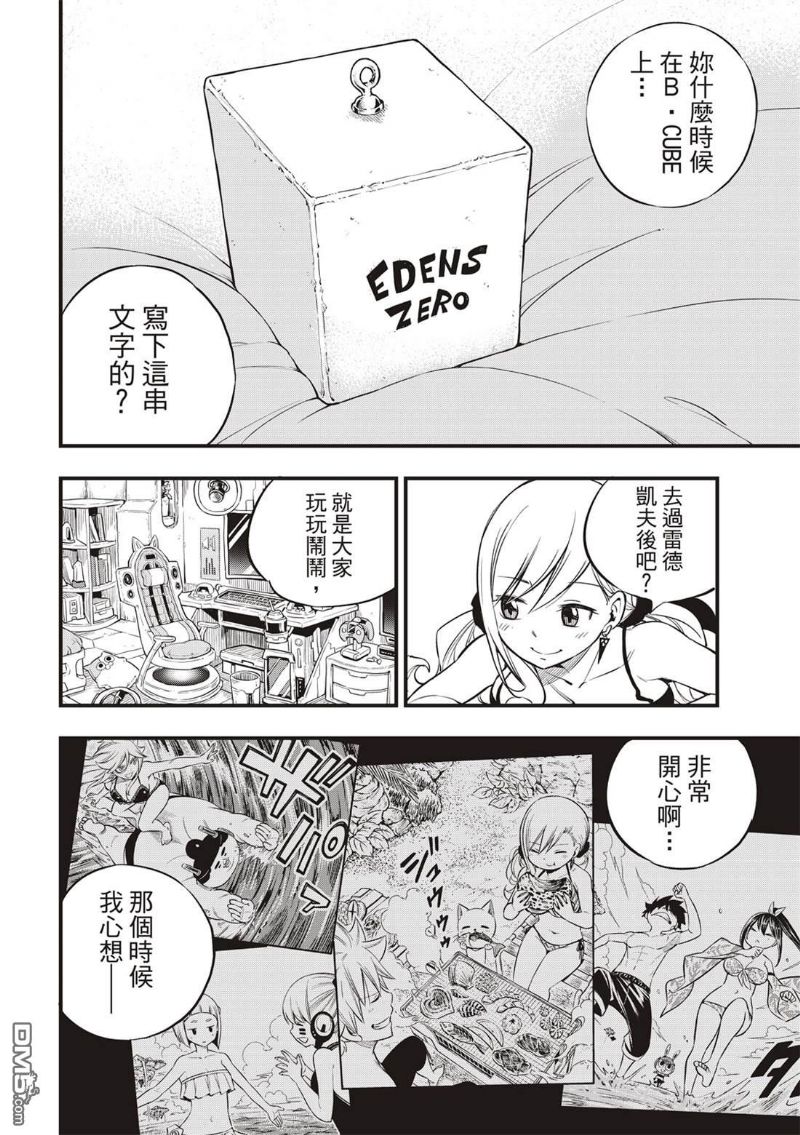 妳什麼時候
在B・CUBE
上…
EDENS
ZERO
寫下這串
文字的？
去過雷德
凱夫後吧？
就是大家
玩玩鬧鬧，
非常
開心啊…
那個時候
我心想──
DM5.com